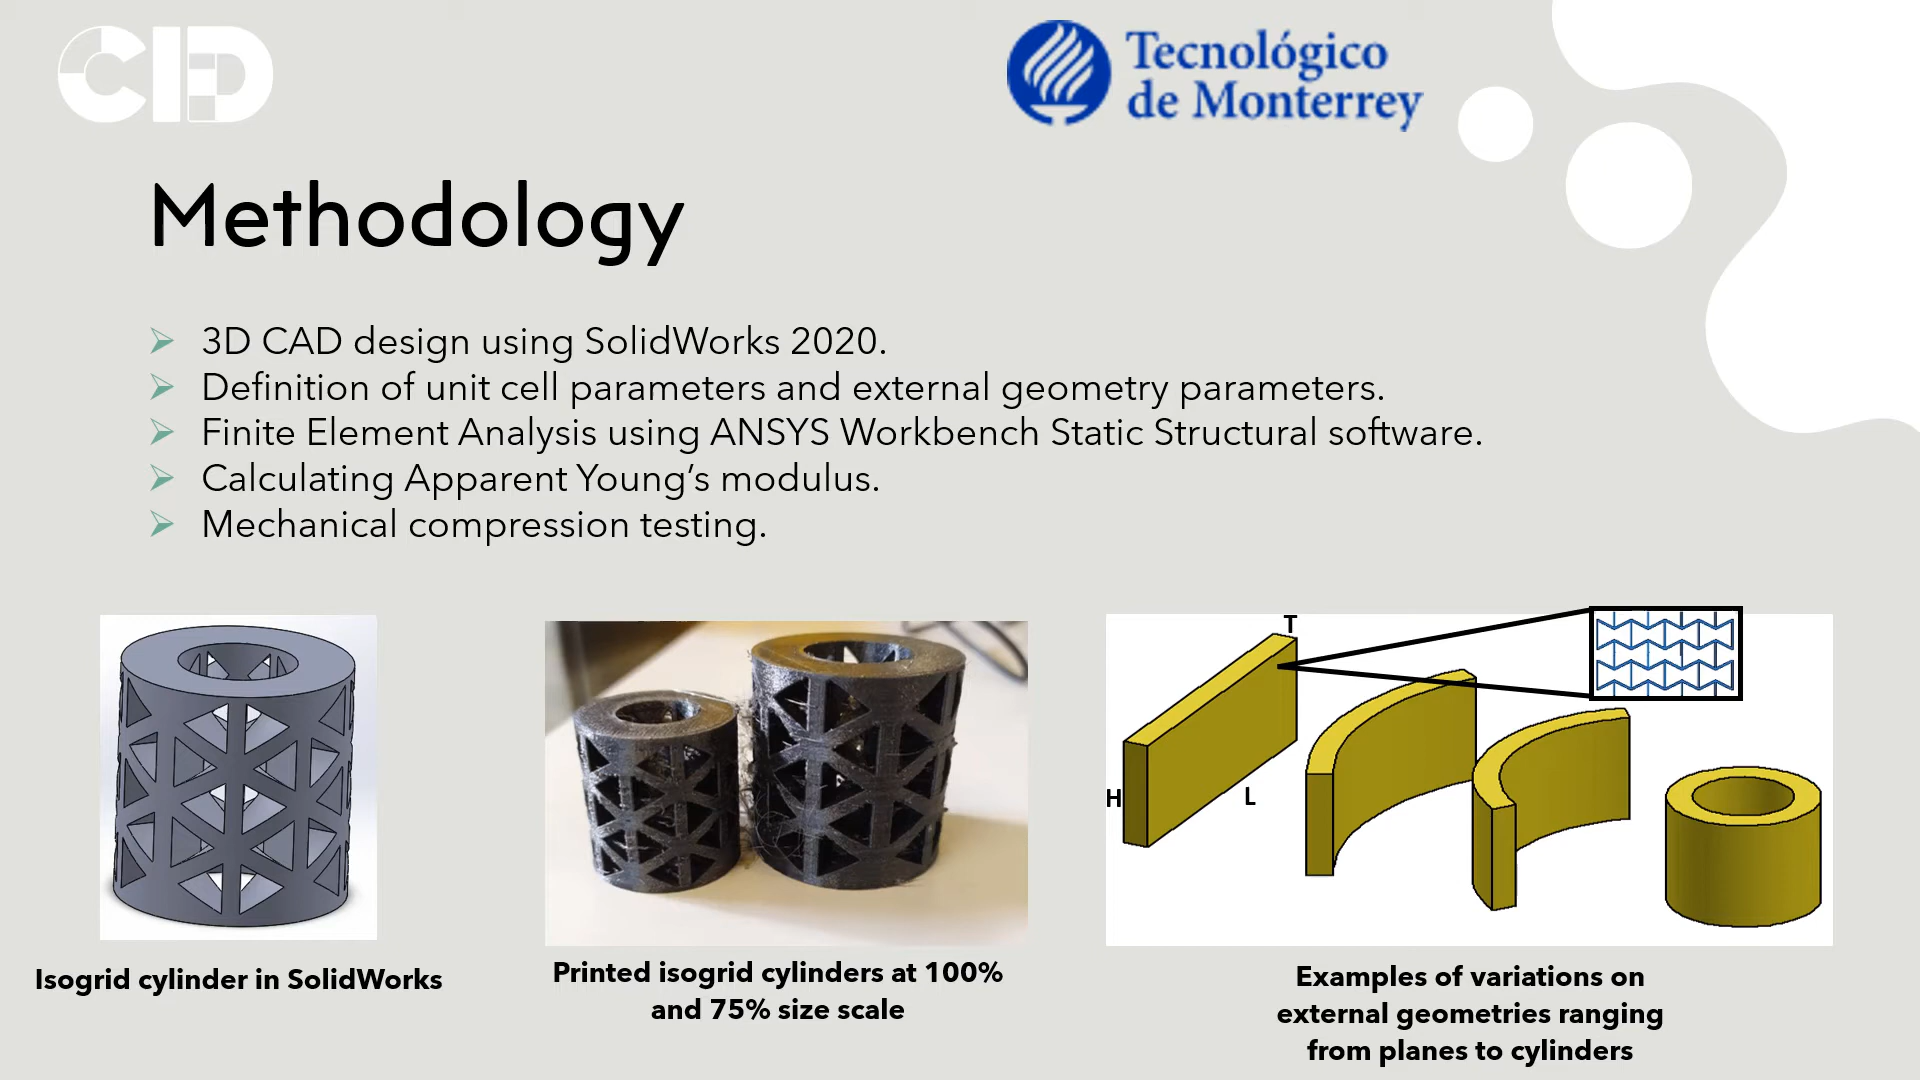 CID
Tecnológico
de Monterrey
Methodology
3D CAD design using SolidWorks 2020.
Definition of unit cell parameters and external geometry parameters.
Finite Element Analysis using ANSYS Workbench Static Structural software.
Calculating Apparent Young’s modulus.
Mechanical compression testing.
T
H
L
Isogrid cylinder in SolidWorks
Printed isogrid cylinders at 100%
and 75% size scale
Examples of variations on
external geometries ranging
from planes to cylinders